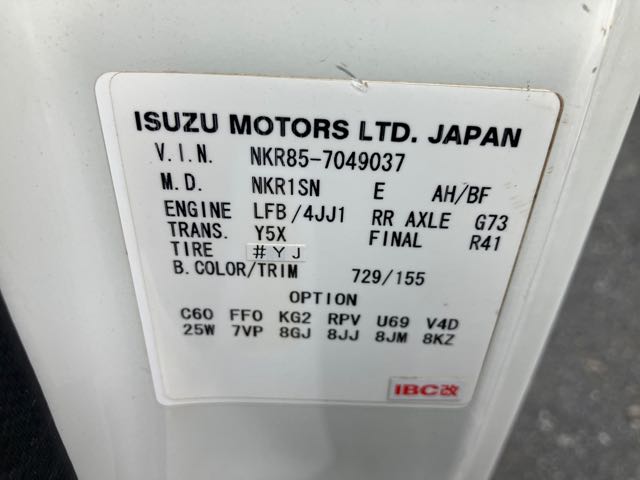 ISUZU MOTORS LTD. JAPAN
V.I.N. NKR85-7049037
M.D. NKR1SN E AH/BF
ENGINE LFB/4JJ1 RR AXLE G73
TRANS. Y5X FINAL R41
TIRE #YJ
B.COLOR/TRIM 729/155
OPTION
C60 FF0 KG2 RPV U69 V4D
25W 7VP 8GJ 8JJ 8JM 8KZ
IBC改